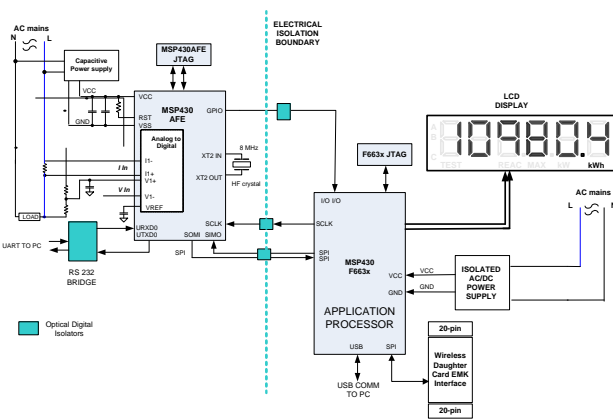 AC mains
N
L
Capacitive
Power supply
MSP430AFE
JTAG
ELECTRICAL
ISOLATION
BOUNDARY
VCC
GND
VCC
RST
VSS
MSP430
AFE
GPIO
Analog to
Digital
I In
V In
I1-
I1+
V1+
V1-
VREF
XT2 IN
XT2 OUT
8 MHz
HF crystal
LOAD
URXD0
UTXD0
SCLK
SOMI
SIMO
SPI
UART TO PC
RS 232
BRIDGE
Optical Digital
Isolators
LCD
DISPLAY
A
B
C
109804
TEST
REAC
MAX
kW
kWh
F663x JTAG
I/O I/O
SCLK
SPI
SPI
MSP430
F663x
APPLICATION
PROCESSOR
VCC
GND
USB
SPI
VCC
GND
ISOLATED
AC/DC
POWER
SUPPLY
AC mains
L
N
USB COMM
TO PC
20-pin
Wireless
Daughter
Card EMK
Interface
20-pin